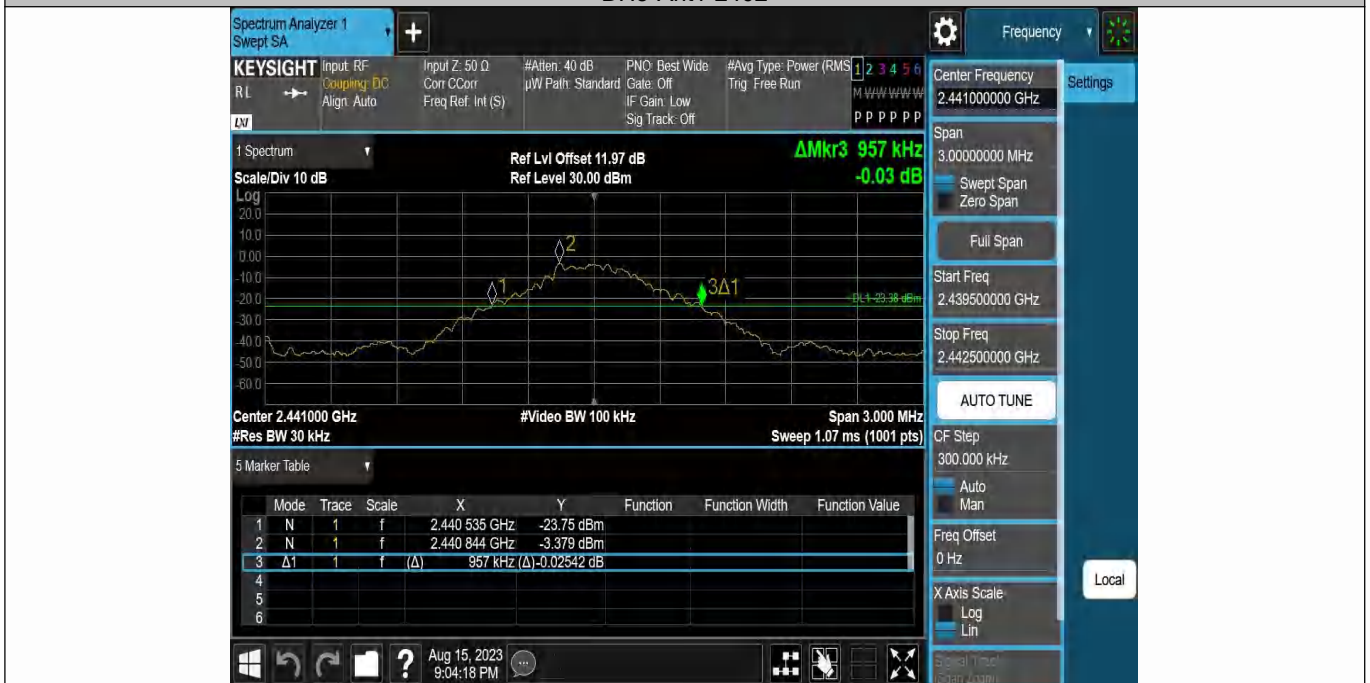 Spectrum Analyzer 1
Swept SA
Frequency
KEYSIGHT
RL
LXI
Input: RF
Coupling: DC
Align: Auto
Input Z: 50 Ω
Corr CCorr
Freq Ref: Int (S)
#Atten: 40 dB
µW Path: Standard
PNO: Best Wide
Gate: Off
IF Gain: Low
Sig Track: Off
#Avg Type: Power (RMS
Trig: Free Run
1 2 3 4 5 6
M W W W W W
P P P P P P
1 Spectrum
Scale/Div 10 dB
Ref Lvl Offset 11.97 dB
Ref Level 30.00 dBm
ΔMkr3 957 kHz
-0.03 dB
Log
20.0
10.0
0.00
-10.0
-20.0
-30.0
-40.0
-50.0
-60.0
1
2
3Δ1
DL1 -23.38 dBm
Center 2.441000 GHz
#Video BW 100 kHz
Span 3.000 MHz
#Res BW 30 kHz
Sweep 1.07 ms (1001 pts)
5 Marker Table
Mode Trace Scale X Y Function Function Width Function Value
1 N 1 f 2.440 535 GHz -23.75 dBm
2 N 1 f 2.440 844 GHz -3.379 dBm
3 Δ1 1 f (Δ) 957 kHz (Δ) -0.02542 dB
4
5
6
Aug 15, 2023
9:04:18 PM
Center Frequency
2.441000000 GHz
Settings
Span
3.00000000 MHz
Swept Span
Zero Span
Full Span
Start Freq
2.439500000 GHz
Stop Freq
2.442500000 GHz
AUTO TUNE
CF Step
300.000 kHz
Auto
Man
Freq Offset
0 Hz
X Axis Scale
Log
Lin
Local